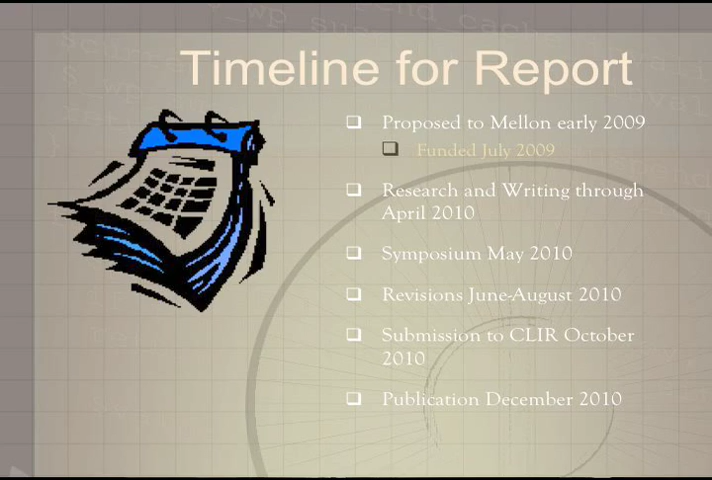 Timeline for Report
Proposed to Mellon early 2009
Funded July 2009
Research and Writing through
April 2010
Symposium May 2010
Revisions June-August 2010
Submission to CLIR October
2010
Publication December 2010